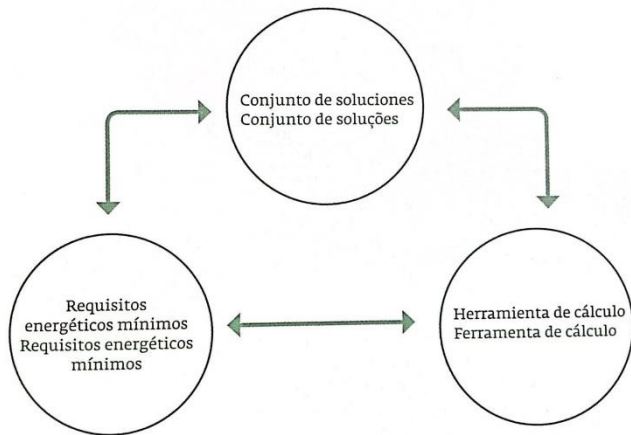 Conjunto de soluciones
Conjunto de soluções
Requisitos
energéticos mínimos
Requisitos energéticos
mínimos
Herramienta de cálculo
Ferramenta de cálculo